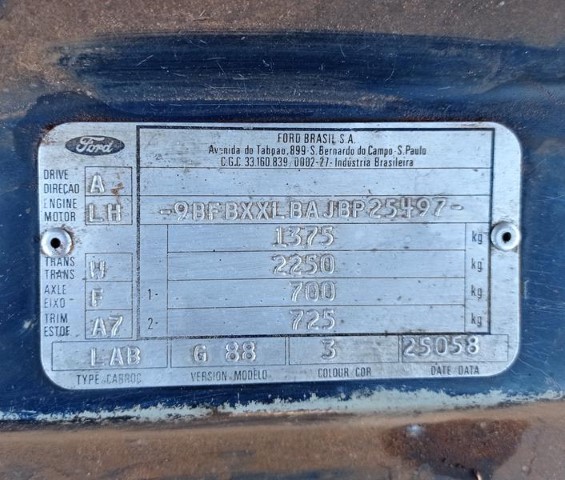 Ford
FORD BRASIL S.A.
Avenida do Taboao, 899-S. Bernardo do Campo-S. Paulo
C.G.C. 33.160.839/0002-27-Indústria Brasileira
DRIVE
DIREÇÃO A
ENGINE
MOTOR LH -9BFBXXLBAJBP25497-
1375 kg
TRANS
TRANS H 2250 kg
AXLE
EIXO F 1- 700 kg
TRIM
ESTOF A7 2- 725 kg
LAB G 88 3 25058
TYPE CARROC VERSION MODELO COLOUR COR DATE DATA